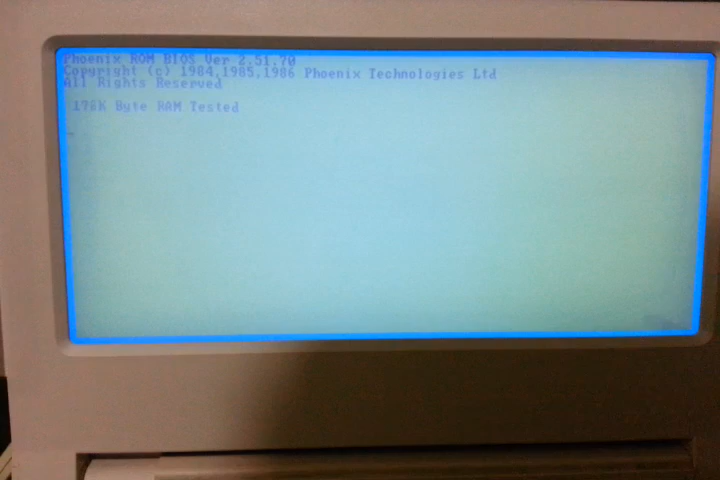 Phoenix ROM BIOS Ver 2.51.70
Copyright (c) 1984,1985,1986 Phoenix Technologies Ltd
All Rights Reserved
178K Byte RAM Tested